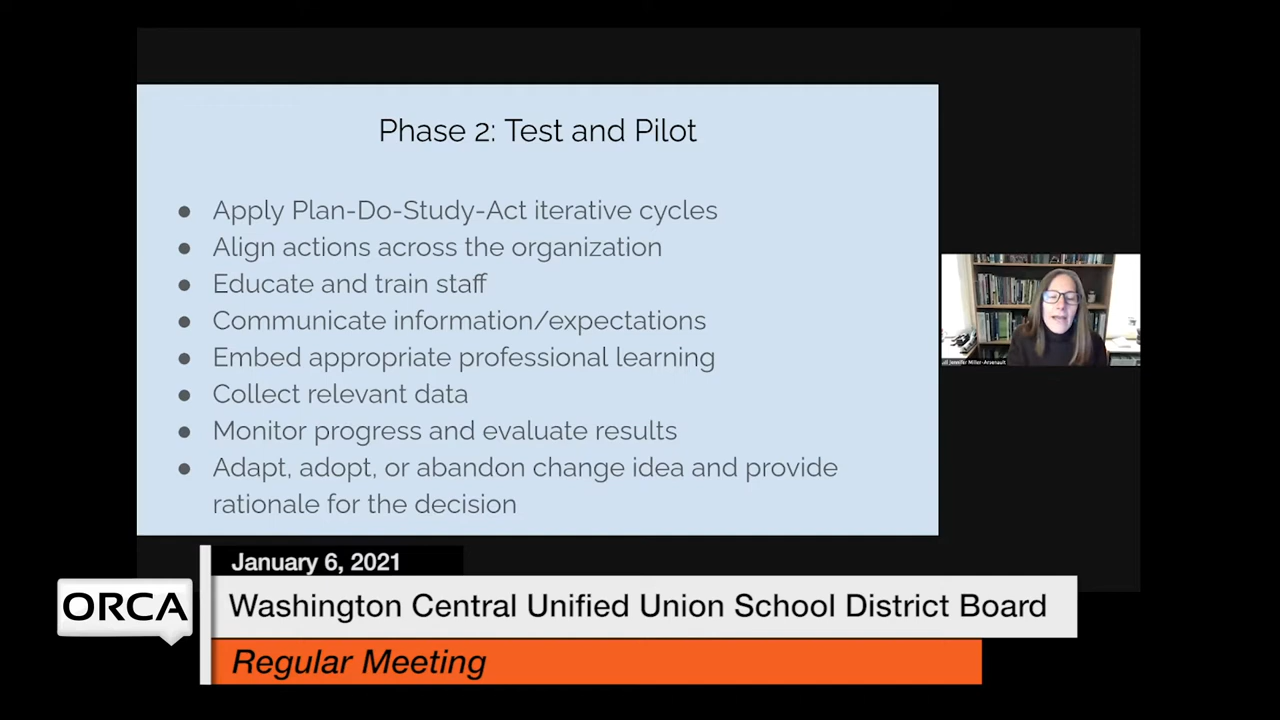 Phase 2: Test and Pilot
● Apply Plan-Do-Study-Act iterative cycles
● Align actions across the organization
● Educate and train staff
● Communicate information/expectations
● Embed appropriate professional learning
● Collect relevant data
● Monitor progress and evaluate results
● Adapt, adopt, or abandon change idea and provide
rationale for the decision
Jennifer Miller-Arsenault
January 6, 2021
ORCA
Washington Central Unified Union School District Board
Regular Meeting